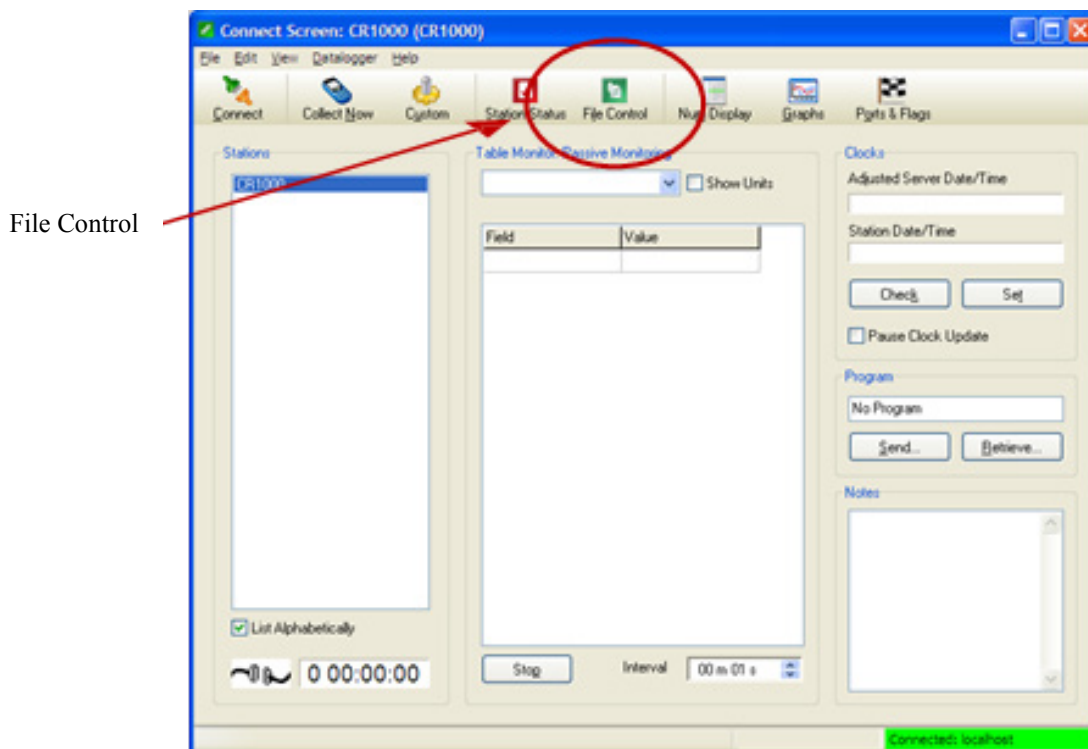 Connect Screen: CR1000 (CR1000)
File Edit View Datalogger Help
Connect Collect Now Custom Station Status File Control Num Display Graphs Ports & Flags
Stations
CR1000
List Alphabetically
0 00:00:00
Table Monitor: Passive Monitoring
Show Units
Field Value
Stop Interval 00 m 01 s
Clocks
Adjusted Server Date/Time
Station Date/Time
Check Set
Pause Clock Update
Program
No Program
Send... Retrieve...
Notes
Connected: localhost
File Control